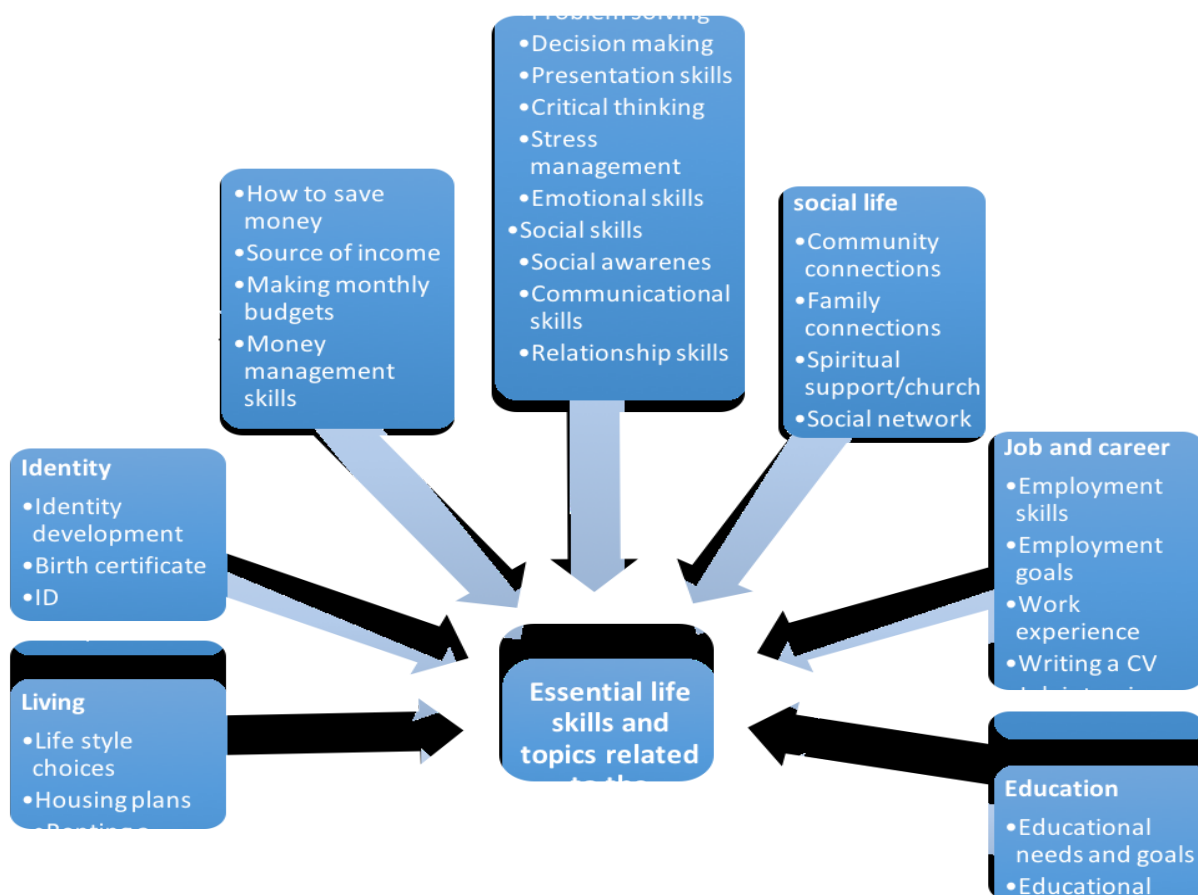 Problem solving
•Decision making
•Presentation skills
•Critical thinking
•Stress
management
•Emotional skills
•Social skills
•Social awarenes
•Communicational
skills
•Relationship skills
•How to save
money
•Source of income
•Making monthly
budgets
•Money
management
skills
social life
•Community
connections
•Family
connections
•Spiritual
support/church
•Social network
Identity
•Identity
development
•Birth certificate
•ID
Job and career
•Employment
skills
•Employment
goals
•Work
experience
•Writing a CV
Living
•Life style
choices
•Housing plans
Essential life
skills and
topics related
to the
Education
•Educational
needs and goals
•Educational